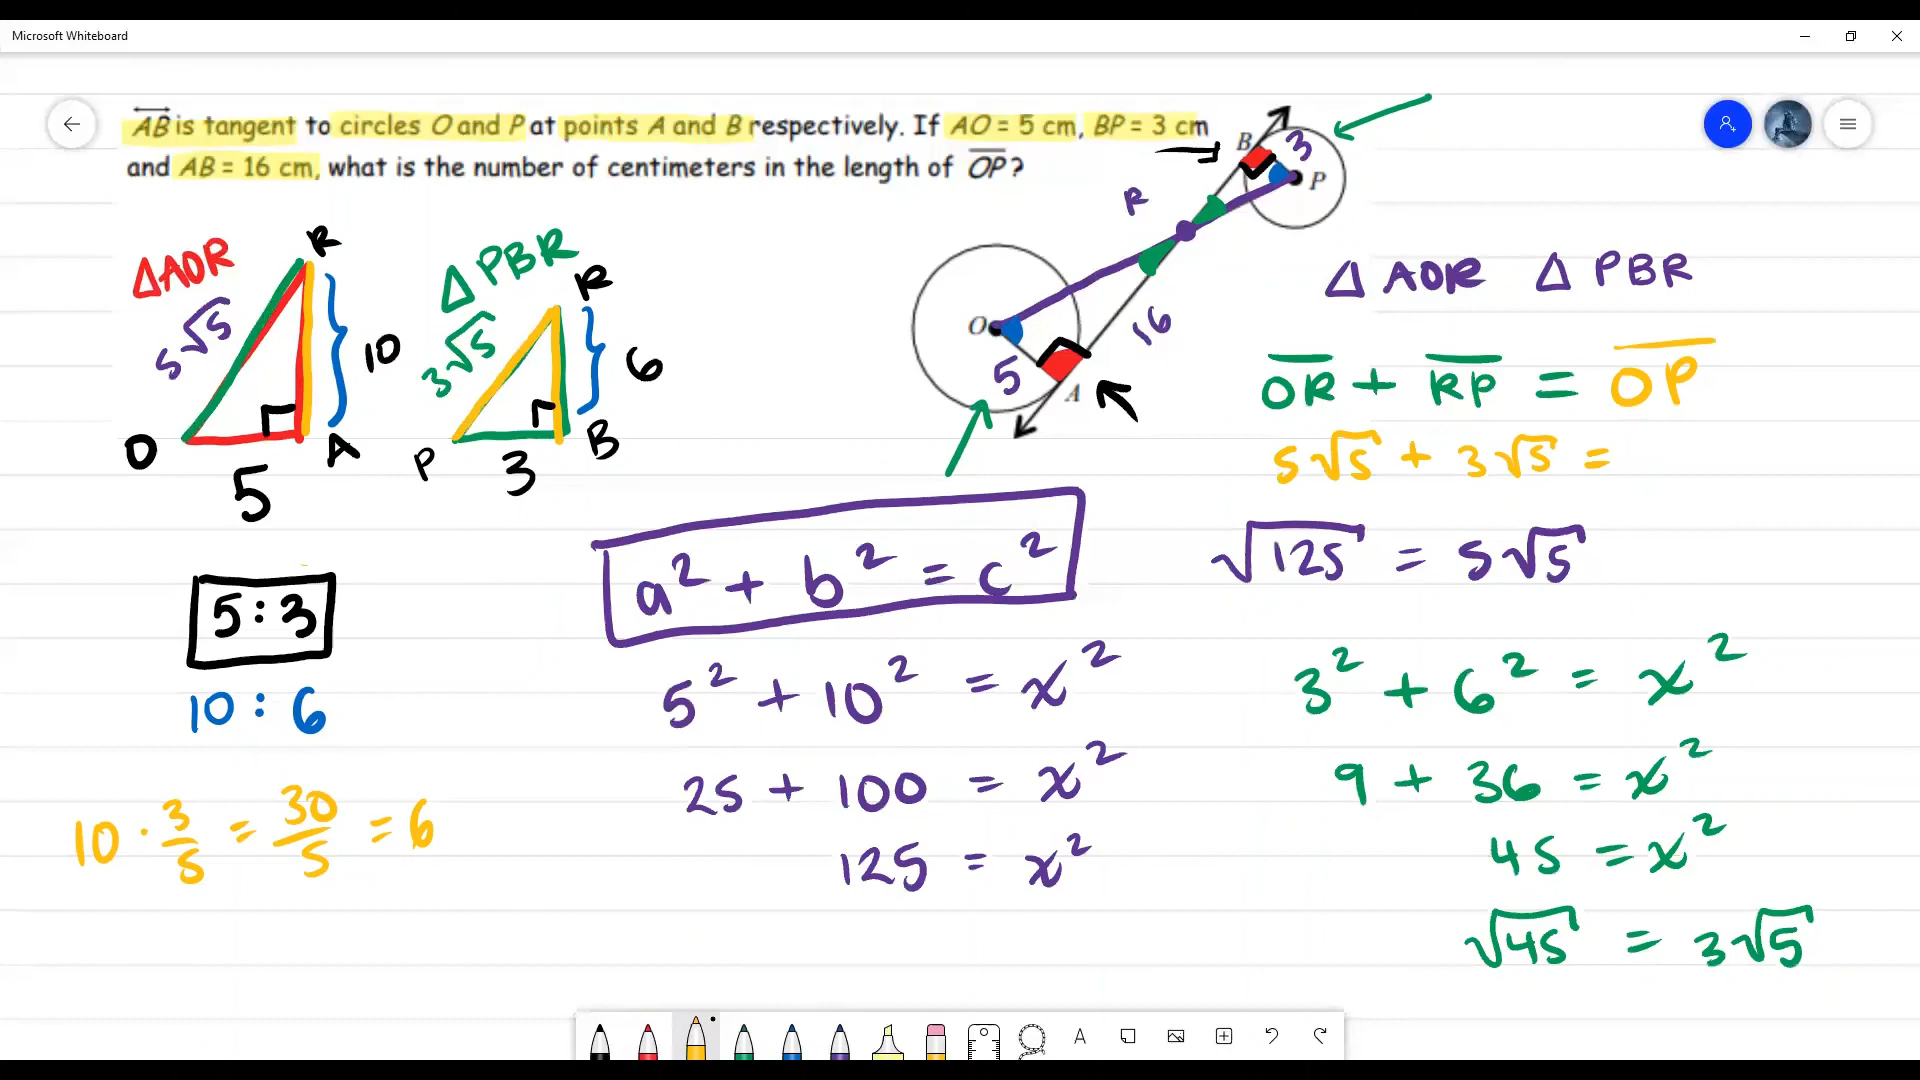 Microsoft Whiteboard
AB is tangent to circles O and P at points A and B respectively. If AO = 5 cm, BP = 3 cm
and AB = 16 cm, what is the number of centimeters in the length of OP?
B
3
P
R
O
5
16
A
ΔAOR
R
5√5
10
O
5
A
Δ PBR
R
3√5
6
P
3
B
Δ AOR Δ PBR
OR + RP = OP
5√5 + 3√5 =
a² + b² = c²
√125 = 5√5
5 : 3
10 : 6
10 · 3/5 = 30/5 = 6
5² + 10² = x²
25 + 100 = x²
125 = x²
3² + 6² = x²
9 + 36 = x²
45 = x²
√45 = 3√5
A